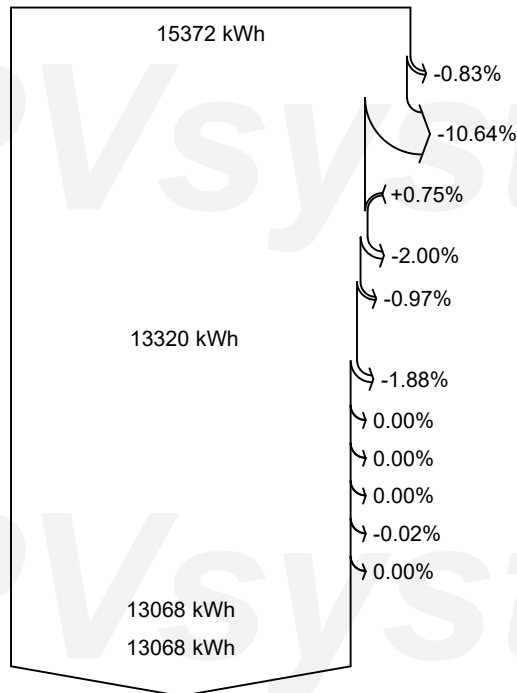 15372 kWh
-0.83%
-10.64%
+0.75%
-2.00%
-0.97%
13320 kWh
-1.88%
0.00%
0.00%
0.00%
-0.02%
0.00%
13068 kWh
13068 kWh
PVsyst
PVsyst